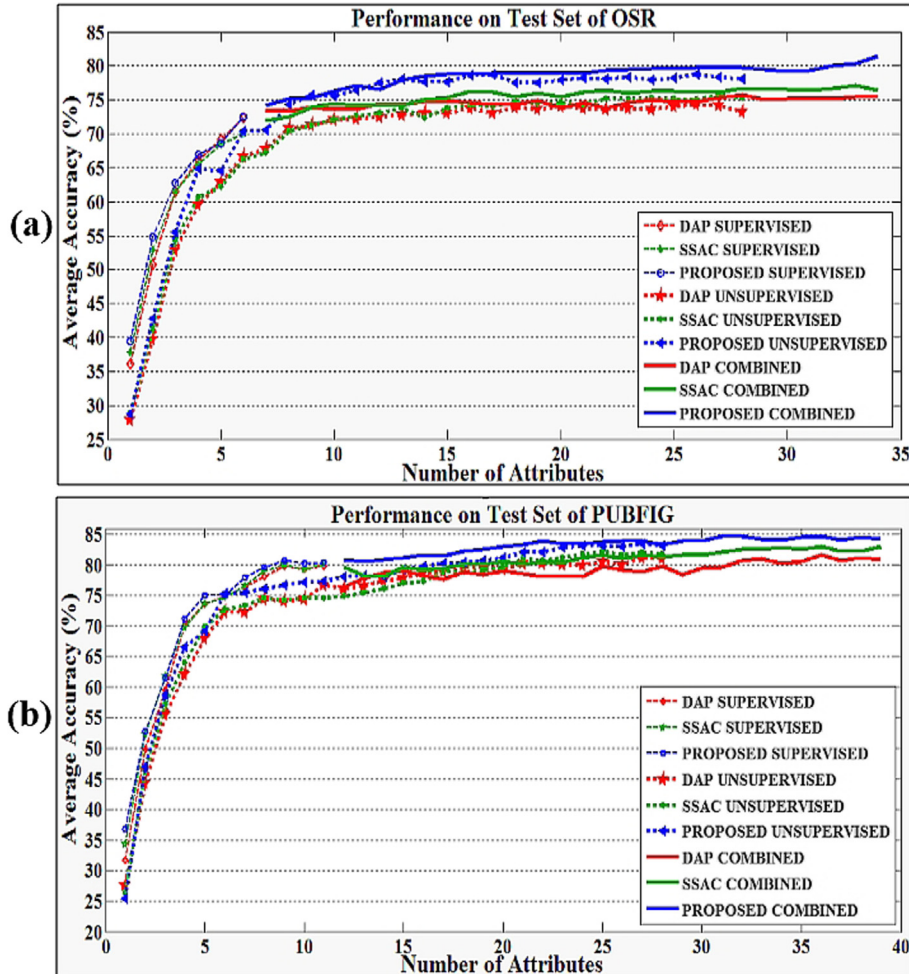 Performance on Test Set of OSR
(a)
Average Accuracy (%)
85
80
75
70
65
60
55
50
45
40
35
30
25
0
5
10
15
20
25
30
35
Number of Attributes
DAP SUPERVISED
SSAC SUPERVISED
PROPOSED SUPERVISED
DAP UNSUPERVISED
SSAC UNSUPERVISED
PROPOSED UNSUPERVISED
DAP COMBINED
SSAC COMBINED
PROPOSED COMBINED
Performance on Test Set of PUBFIG
(b)
Average Accuracy (%)
85
80
75
70
65
60
55
50
45
40
35
30
25
20
0
5
10
15
20
25
30
35
40
Number of Attributes
DAP SUPERVISED
SSAC SUPERVISED
PROPOSED SUPERVISED
DAP UNSUPERVISED
SSAC UNSUPERVISED
PROPOSED UNSUPERVISED
DAP COMBINED
SSAC COMBINED
PROPOSED COMBINED